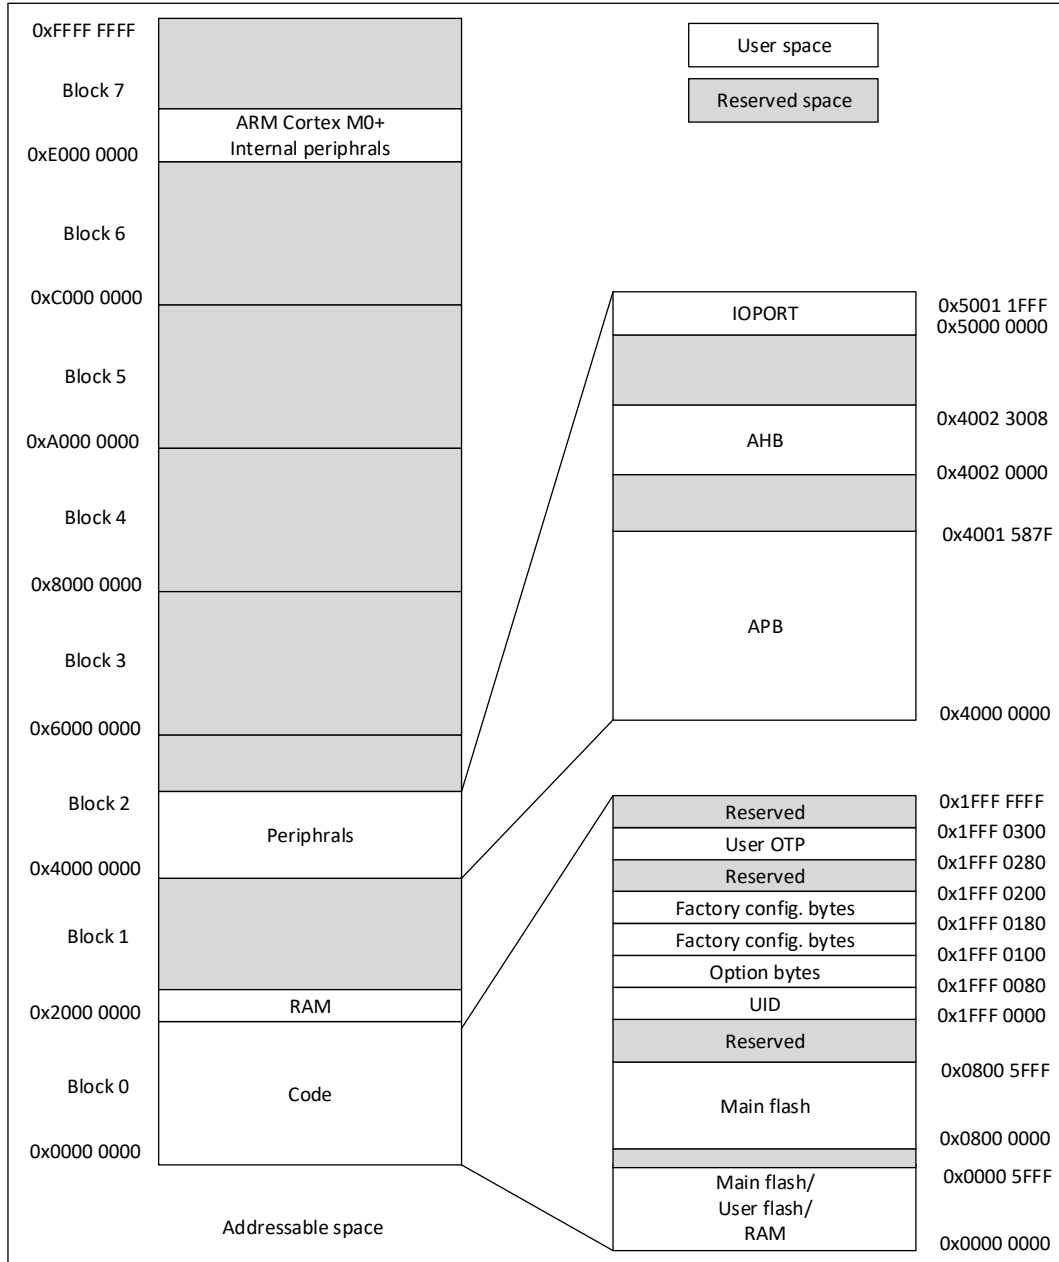 0xFFFF FFFF
Block 7
ARM Cortex M0+
Internal periphrals
0xE000 0000
Block 6
0xC000 0000
Block 5
0xA000 0000
Block 4
0x8000 0000
Block 3
0x6000 0000
Block 2
Periphrals
0x4000 0000
Block 1
RAM
0x2000 0000
Block 0
Code
0x0000 0000
Addressable space
User space
Reserved space
IOPORT
0x5001 1FFF
0x5000 0000
AHB
0x4002 3008
0x4002 0000
0x4001 587F
APB
0x4000 0000
Reserved
0x1FFF FFFF
0x1FFF 0300
User OTP
0x1FFF 0280
Reserved
0x1FFF 0200
Factory config. bytes
0x1FFF 0180
Factory config. bytes
0x1FFF 0100
Option bytes
0x1FFF 0080
UID
0x1FFF 0000
Reserved
0x0800 5FFF
Main flash
0x0800 0000
0x0000 5FFF
Main flash/
User flash/
RAM
0x0000 0000